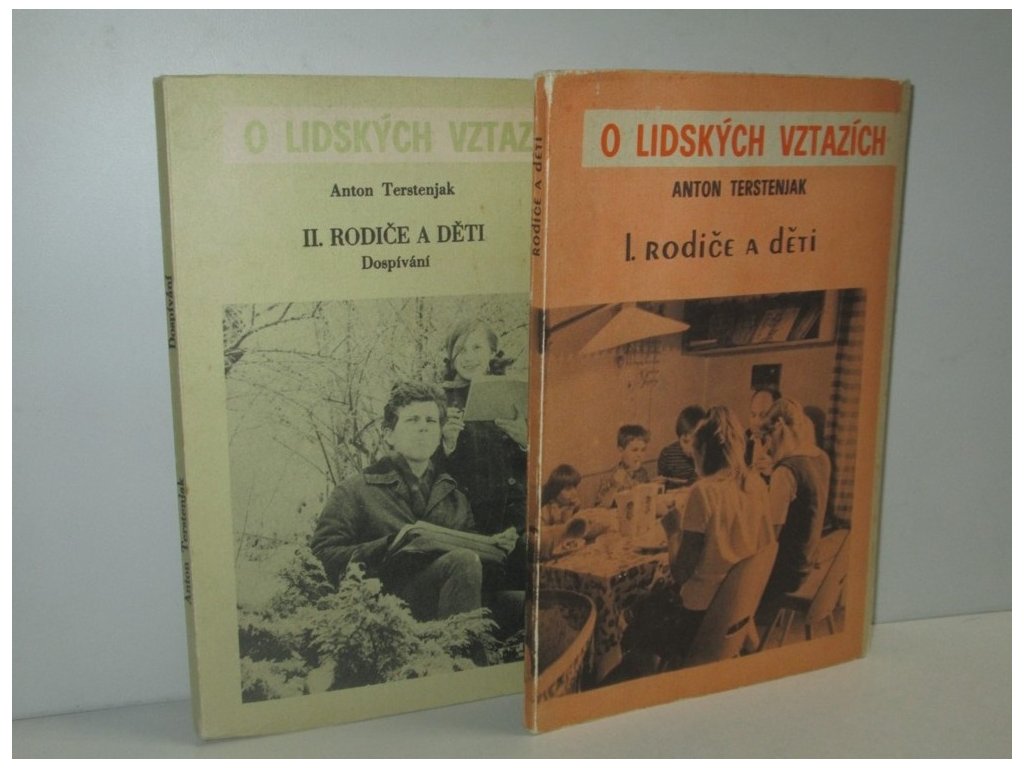 O LIDSKÝCH VZTAZ
Anton Terstenjak
II. RODIČE A DĚTI
Dospívání
Dospívání
Anton Terstenjak
RODIČE A DĚTI
O LIDSKÝCH VZTAZÍCH
ANTON TERSTENJAK
I. RODIČE A DĚTI